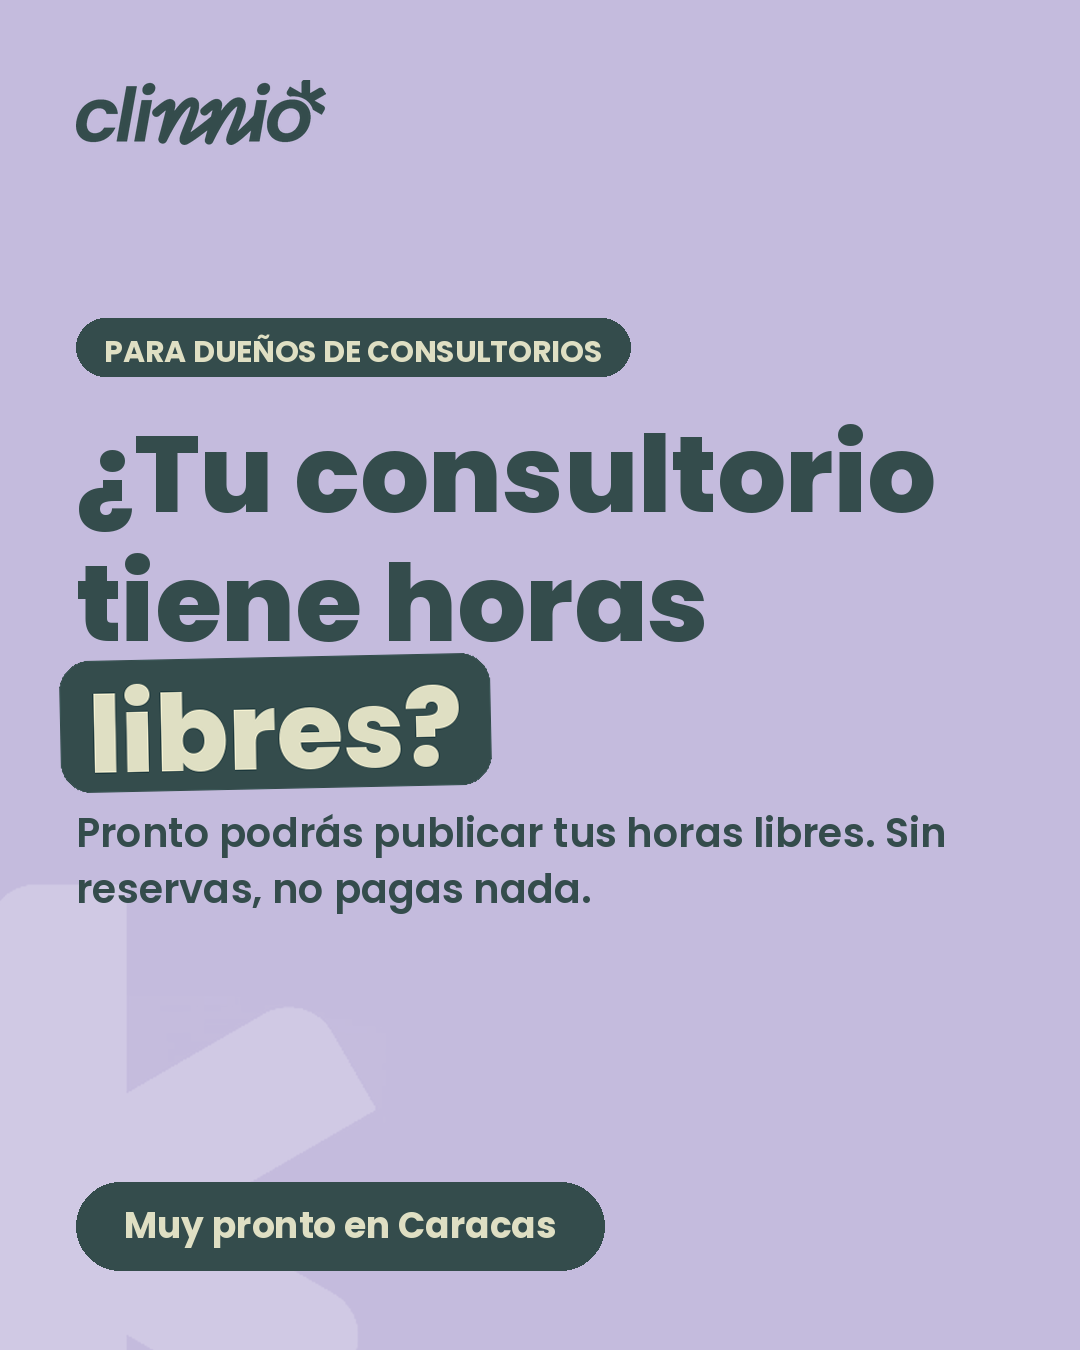 clinnio*
PARA DUEÑOS DE CONSULTORIOS
¿Tu consultorio
tiene horas
libres?
Pronto podrás publicar tus horas libres. Sin
reservas, no pagas nada.
Muy pronto en Caracas